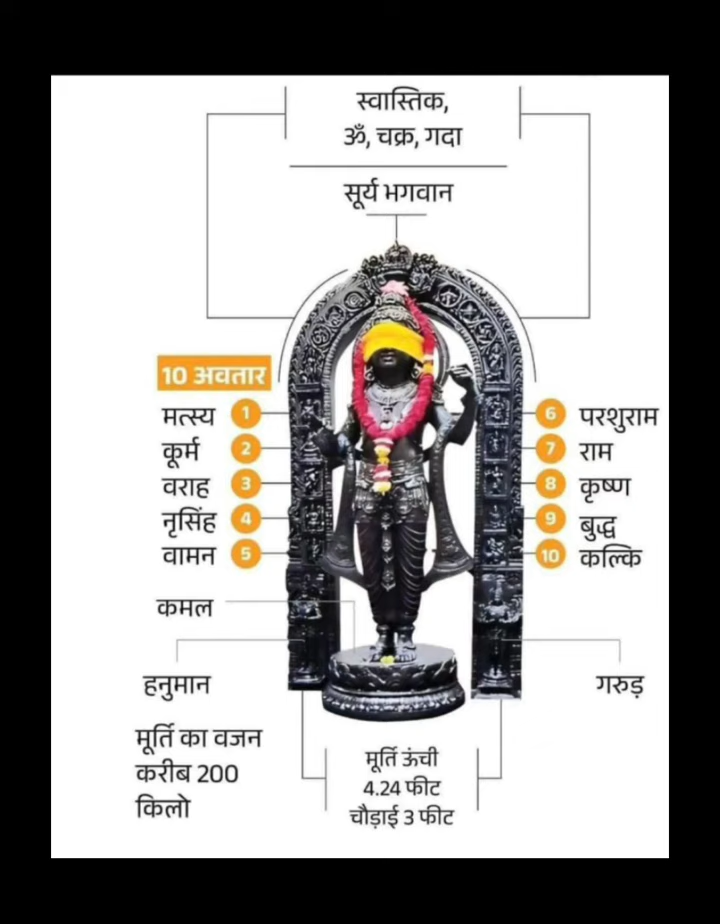 स्वास्तिक,
ॐ, चक्र, गदा
सूर्य भगवान
10 अवतार
मत्स्य 1
कूर्म 2
वराह 3
नृसिंह 4
वामन 5
6 परशुराम
7 राम
8 कृष्ण
9 बुद्ध
10 कल्कि
कमल
हनुमान
गरुड़
मूर्ति का वजन
करीब 200
किलो
मूर्ति ऊंची
4.24 फीट
चौड़ाई 3 फीट